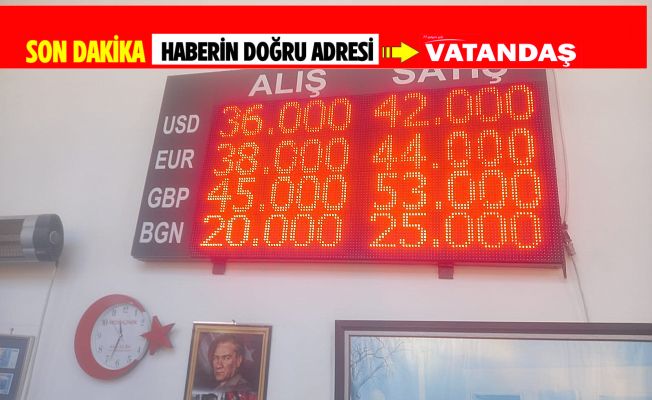 SON DAKİKA HABERİN DOĞRU ADRESİ VATANDAŞ
ALIŞ SATIŞ
USD 36.000 42.000
EUR 38.000 44.000
GBP 45.000 53.000
BGN 20.000 25.000